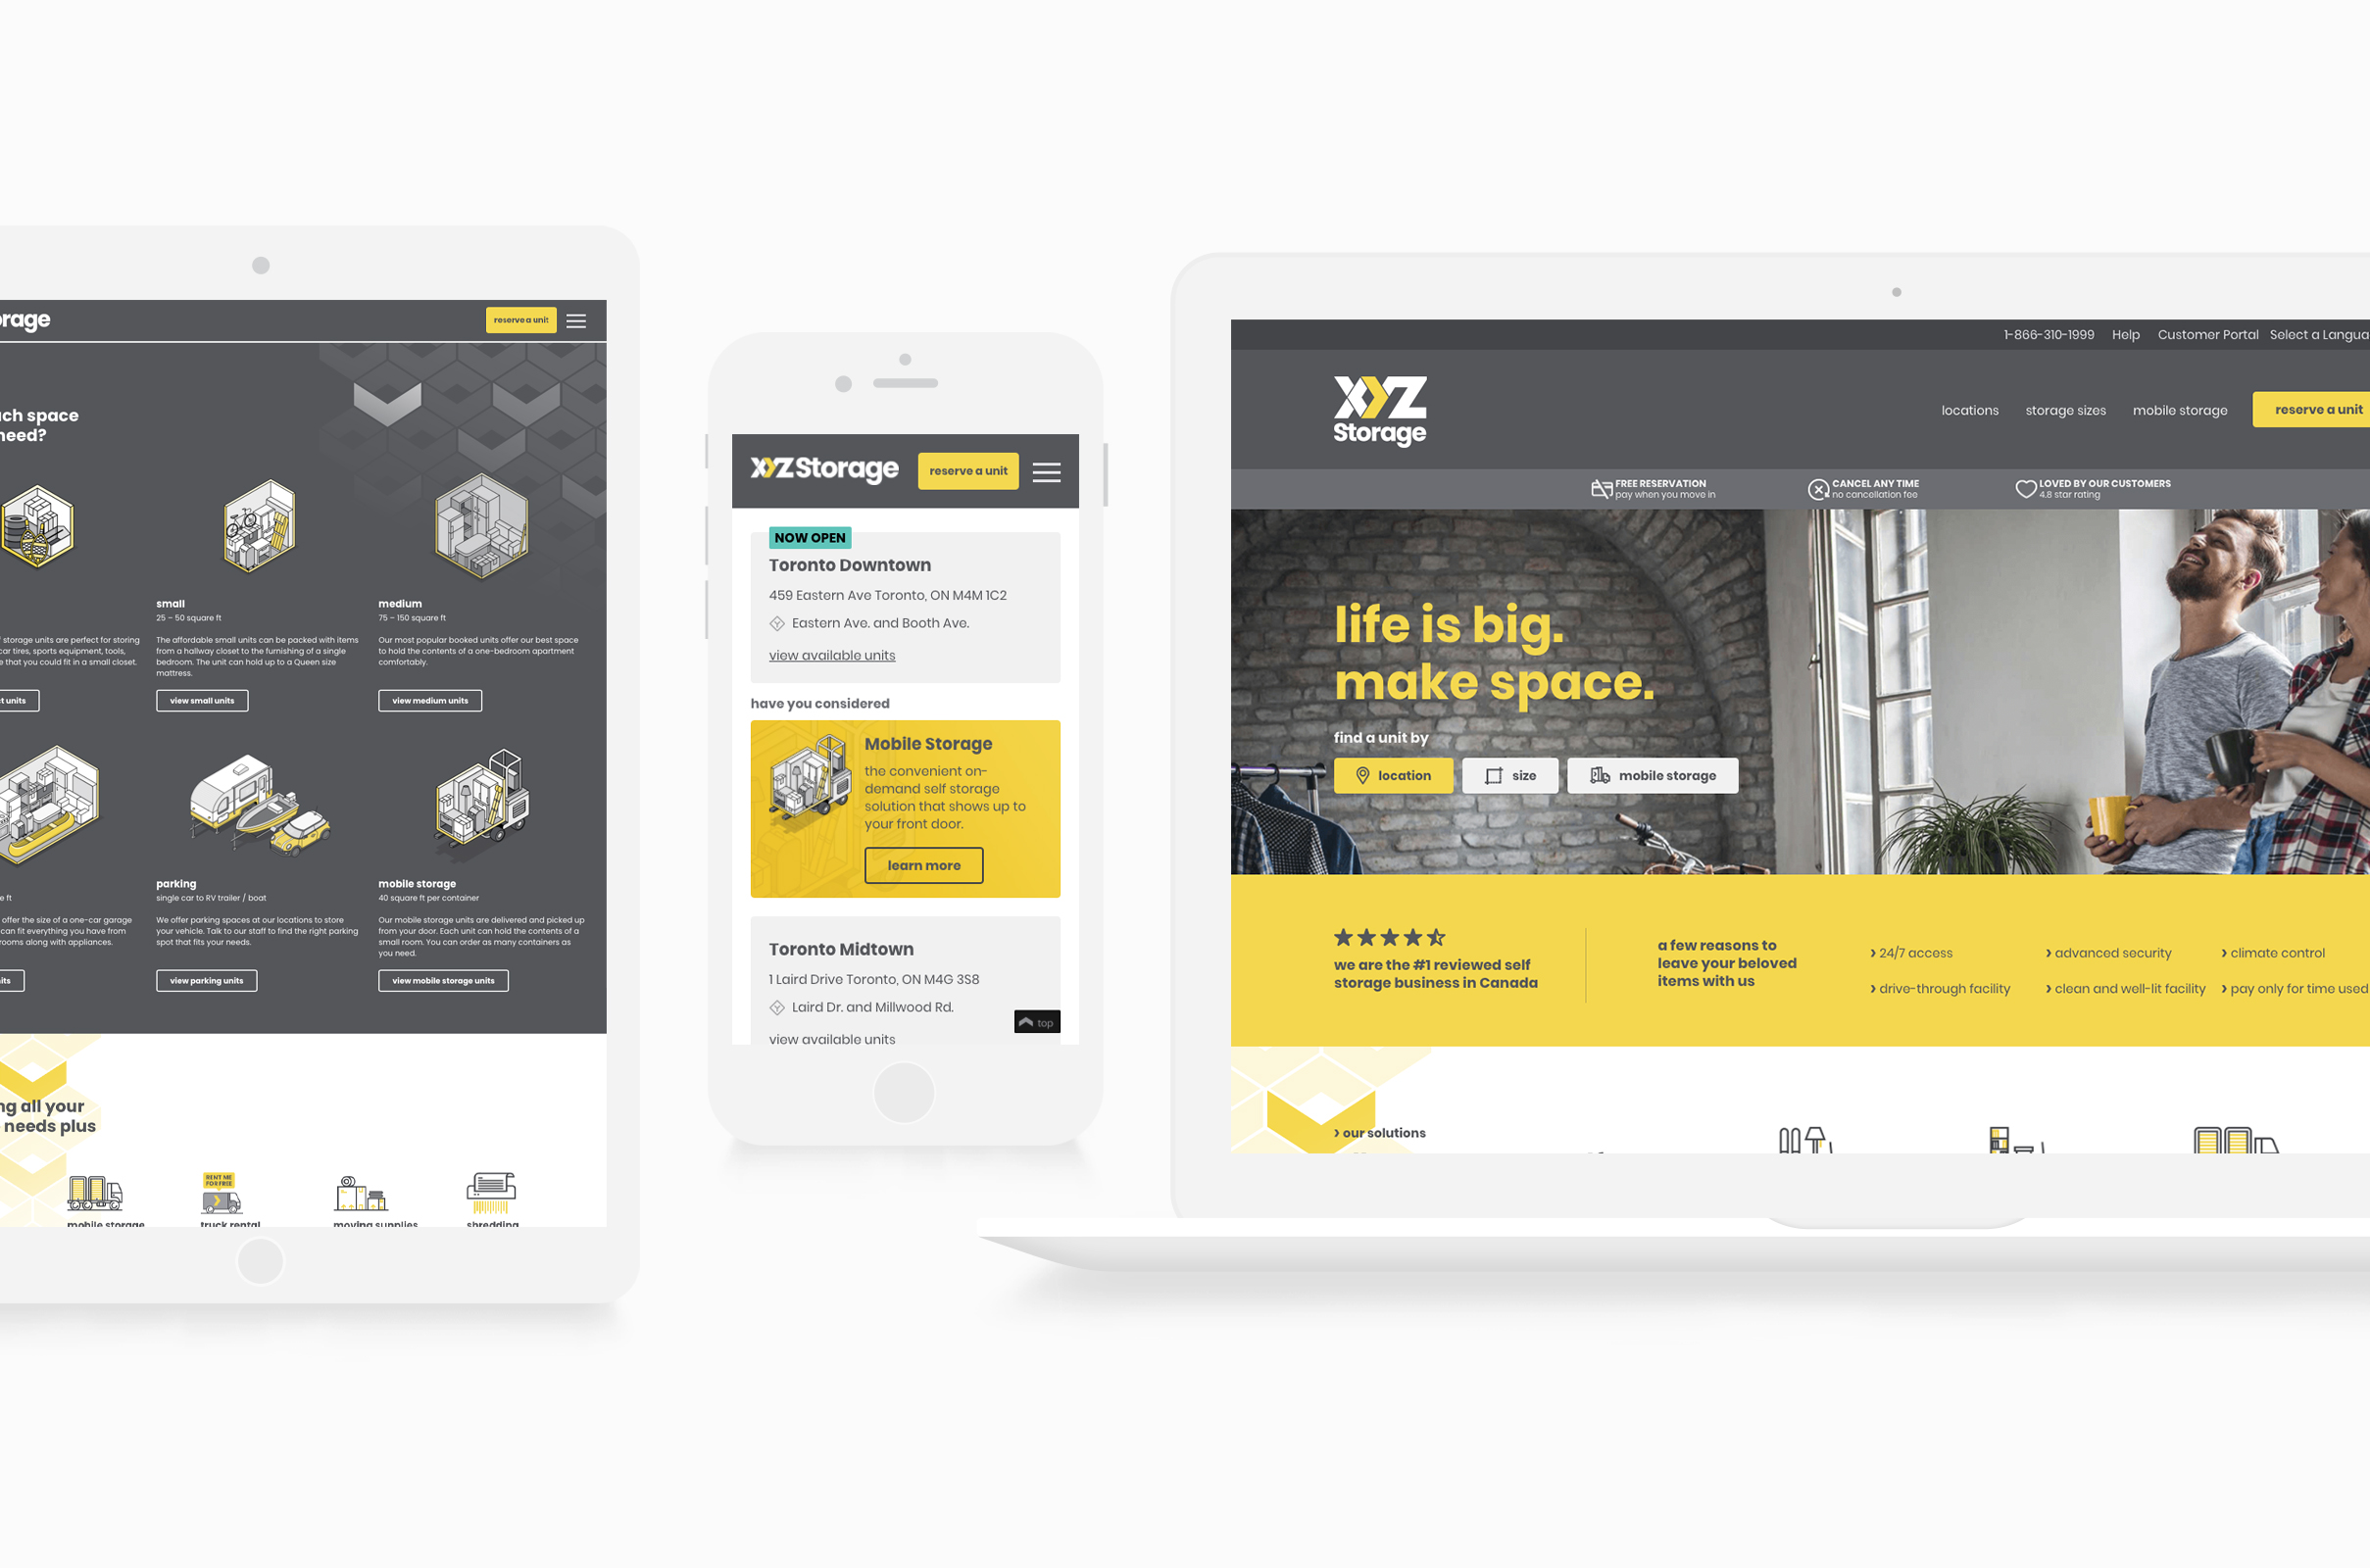 orage
reserve a unit
ch space
need?
small
25 – 50 square ft
storage units are perfect for storing
car tires, sports equipment, tools,
that you could fit in a small closet.
The affordable small units can be packed with items
from a hallway closet to the furnishing of a single
bedroom. The unit can hold up to a Queen size
mattress.
medium
75 – 150 square ft
Our most popular booked units offer our best space
to hold the contents of a one-bedroom apartment
comfortably.
units
view small units
view medium units
ft
offer the size of a one-car garage
can fit everything you have from
rooms along with appliances.
parking
single car to RV trailer / boat
We offer parking spaces at our locations to store
your vehicle. Talk to our staff to find the right parking
spot that fits your needs.
mobile storage
40 square ft per container
Our mobile storage units are delivered and picked up
from your door. Each unit can hold the contents of a
small room. You can order as many containers as
you need.
view parking units
view mobile storage units
ng all your
needs plus
RENT ME
FOR FREE
mobile storage
truck rental
moving supplies
shredding
XYZ Storage
reserve a unit
NOW OPEN
Toronto Downtown
459 Eastern Ave Toronto, ON M4M 1C2
Eastern Ave. and Booth Ave.
view available units
have you considered
Mobile Storage
the convenient on-
demand self storage
solution that shows up to
your front door.
learn more
Toronto Midtown
1 Laird Drive Toronto, ON M4G 3S8
Laird Dr. and Millwood Rd.
top
view available units
1-866-310-1999 Help Customer Portal Select a Langua
XYZ
Storage
locations storage sizes mobile storage reserve a unit
FREE RESERVATION
pay when you move in
CANCEL ANY TIME
no cancellation fee
LOVED BY OUR CUSTOMERS
4.8 star rating
life is big.
make space.
find a unit by
location
size
mobile storage
we are the #1 reviewed self
storage business in Canada
a few reasons to
leave your beloved
items with us
› 24/7 access
› advanced security
› climate control
› drive-through facility
› clean and well-lit facility
› pay only for time used
› our solutions